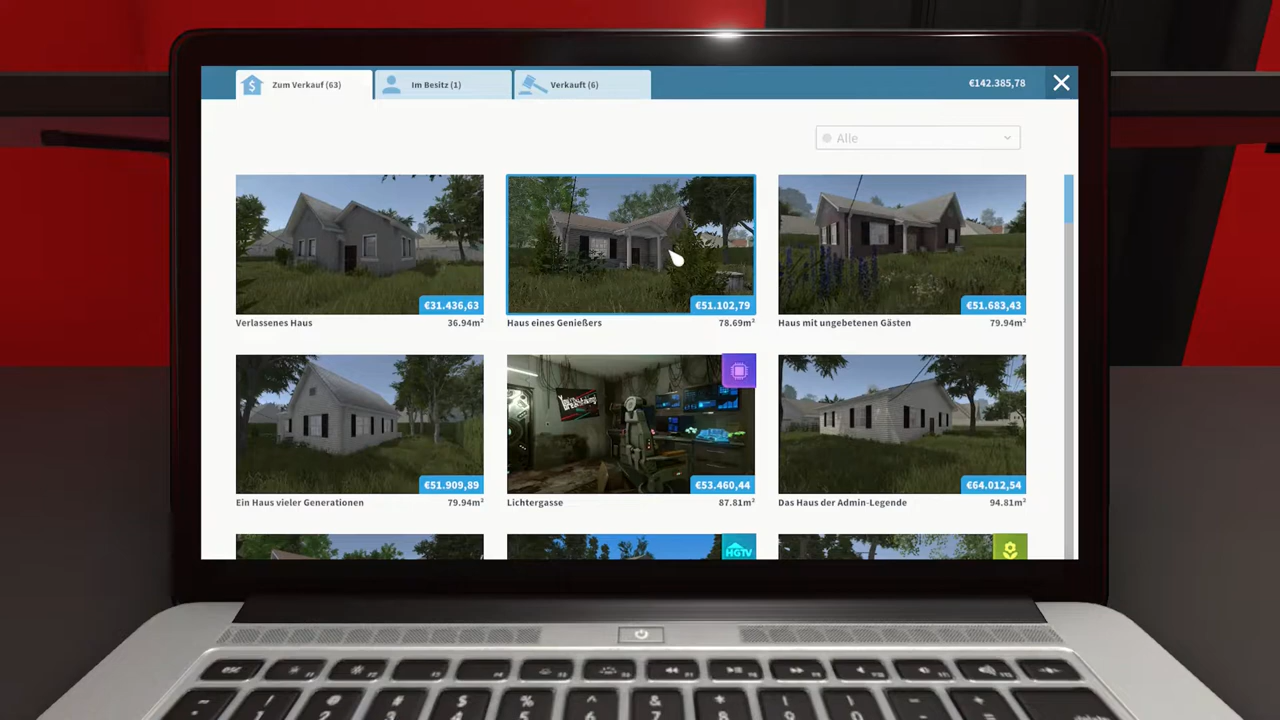 Zum Verkauf (63)
Im Besitz (1)
Verkauft (6)
€142.385,78
Alle
€31.436,63
€51.102,79
€51.683,43
Verlassenes Haus
36.94m²
Haus eines Genießers
78.69m²
Haus mit ungebetenen Gästen
79.94m²
€51.909,89
€53.460,44
€64.012,54
Ein Haus vieler Generationen
79.94m²
Lichtergasse
87.81m²
Das Haus der Admin-Legende
94.81m²
HGTV
esc